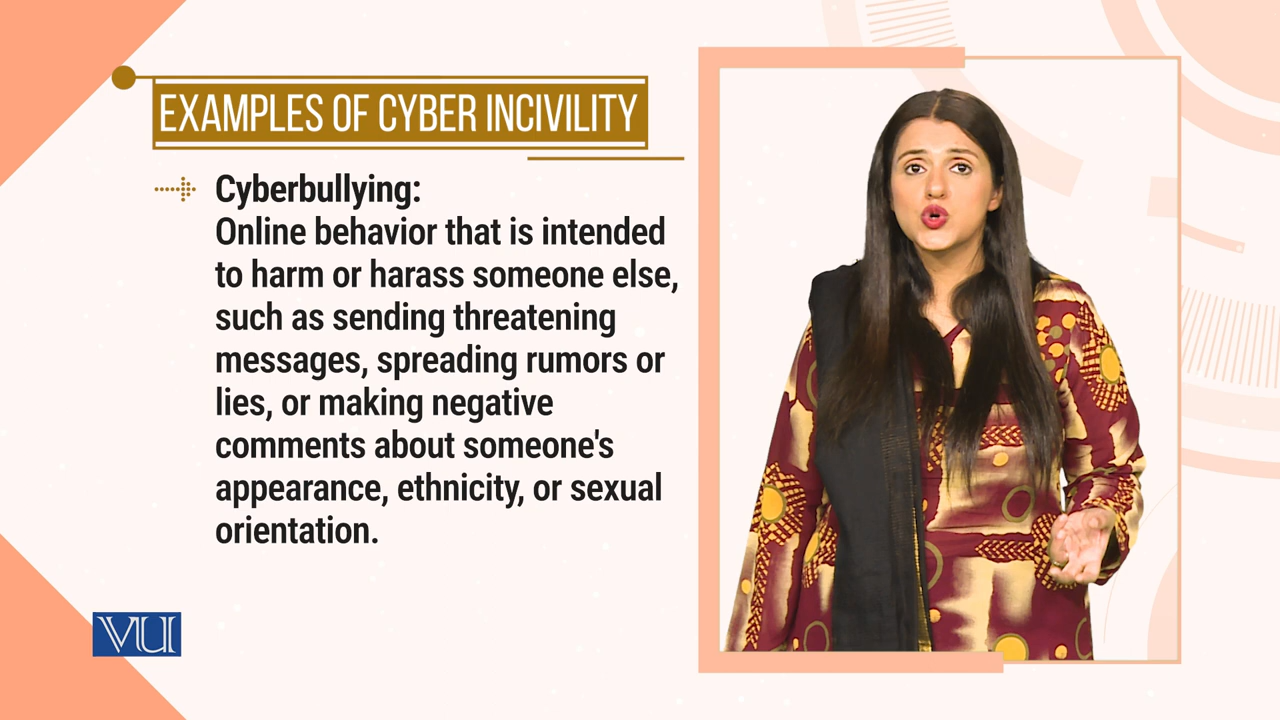 EXAMPLES OF CYBER INCIVILITY
Cyberbullying:
Online behavior that is intended
to harm or harass someone else,
such as sending threatening
messages, spreading rumors or
lies, or making negative
comments about someone's
appearance, ethnicity, or sexual
orientation.
VU